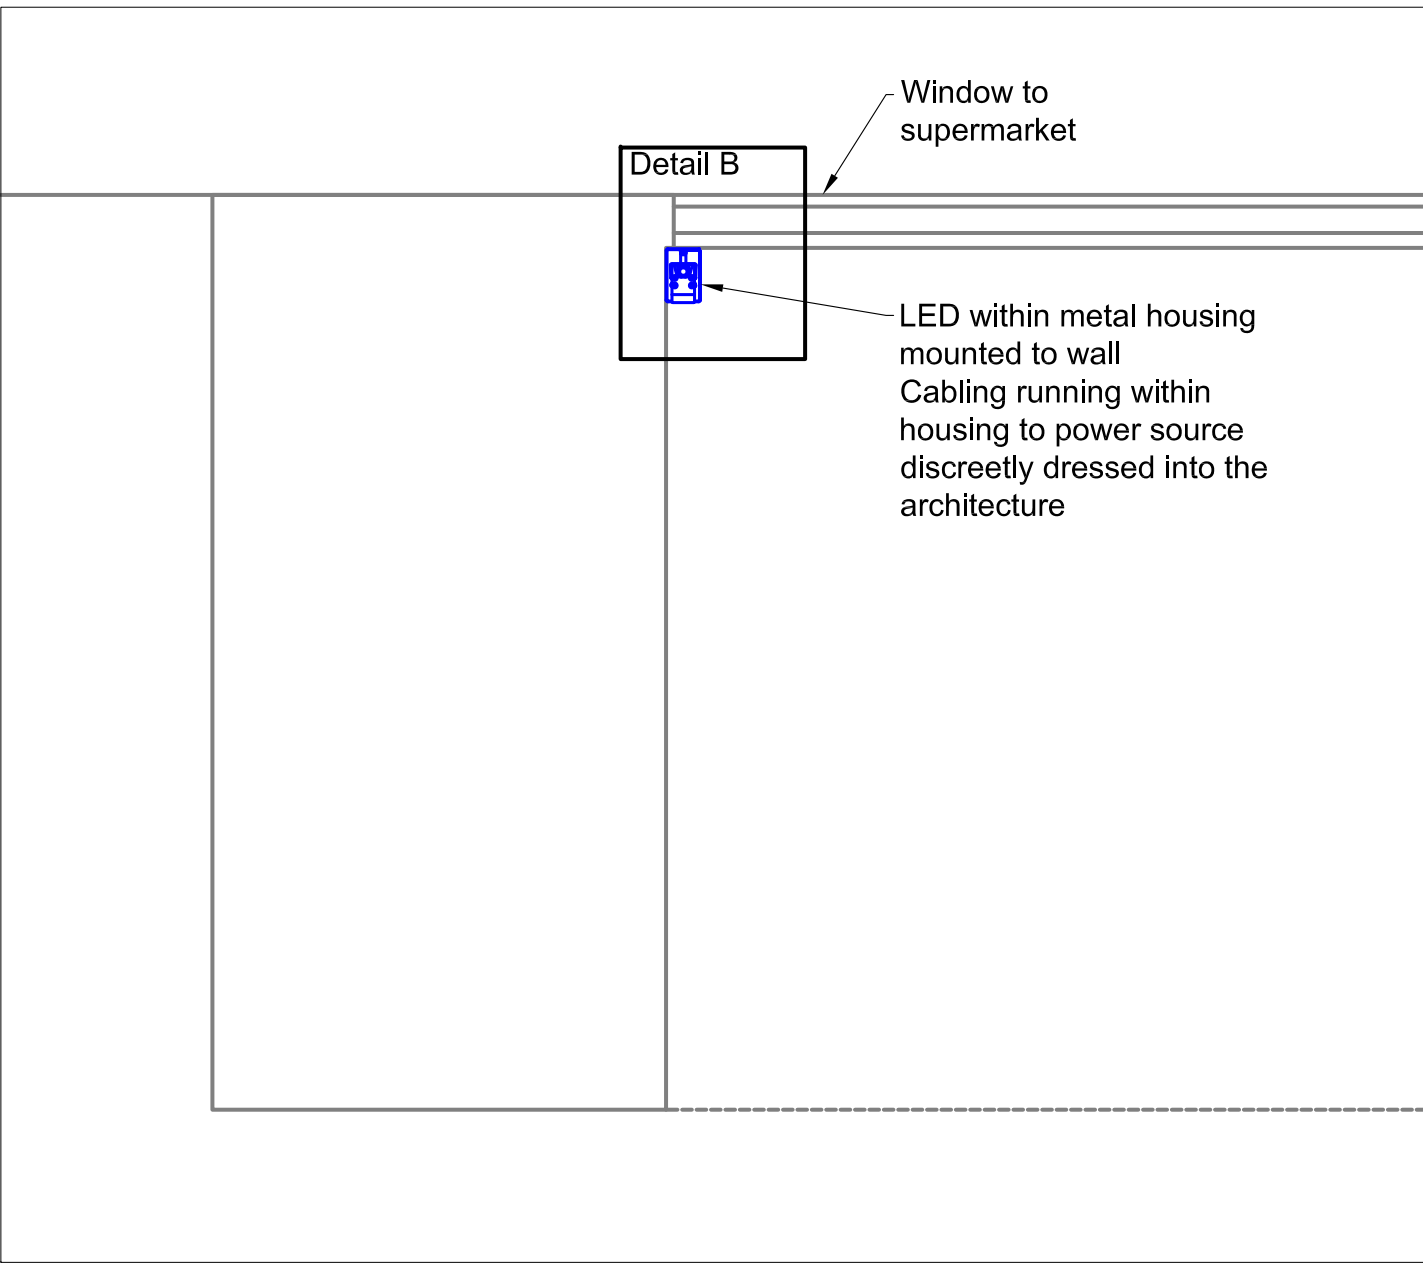 Window to
supermarket
Detail B
LED within metal housing
mounted to wall
Cabling running within
housing to power source
discreetly dressed into the
architecture